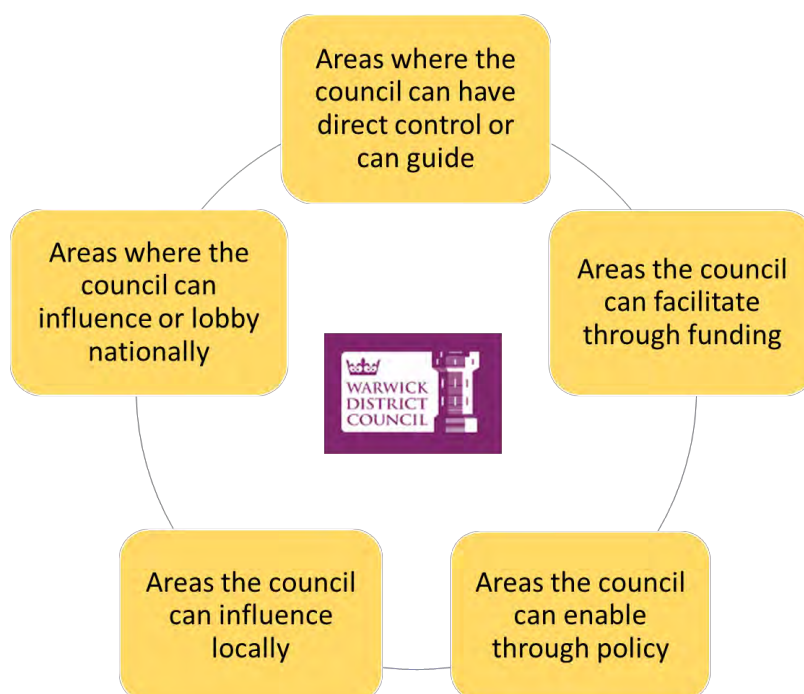 Areas where the
council can have
direct control or
can guide
Areas the council
can facilitate
through funding
Areas the council
can enable
through policy
Areas the council
can influence
locally
Areas where the
council can
influence or lobby
nationally
WARWICK
DISTRICT
COUNCIL